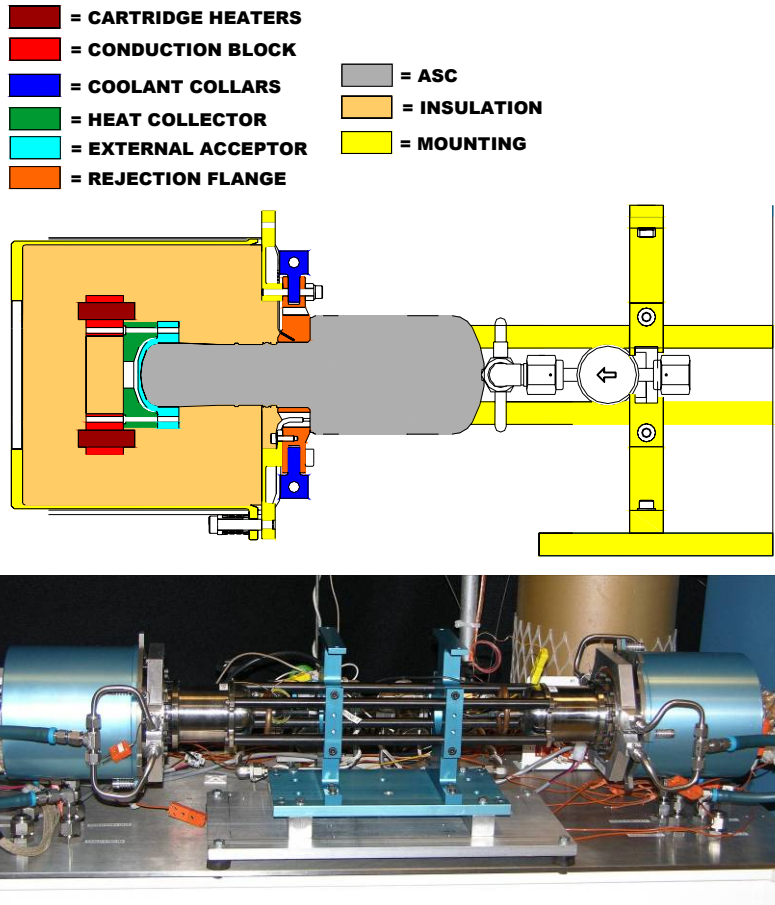 = CARTRIDGE HEATERS
= CONDUCTION BLOCK
= COOLANT COLLARS
= HEAT COLLECTOR
= EXTERNAL ACCEPTOR
= REJECTION FLANGE
= ASC
= INSULATION
= MOUNTING